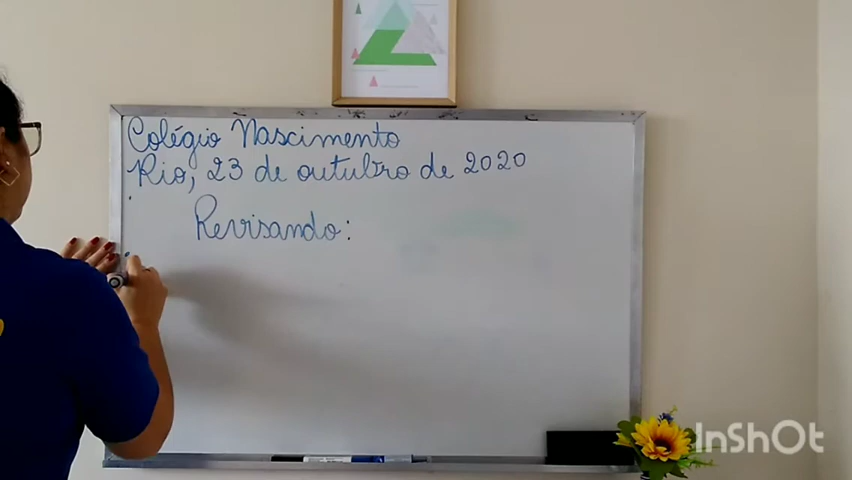 Colégio Nascimento
Rio, 23 de outubro de 2020
Revisando:
InShOt